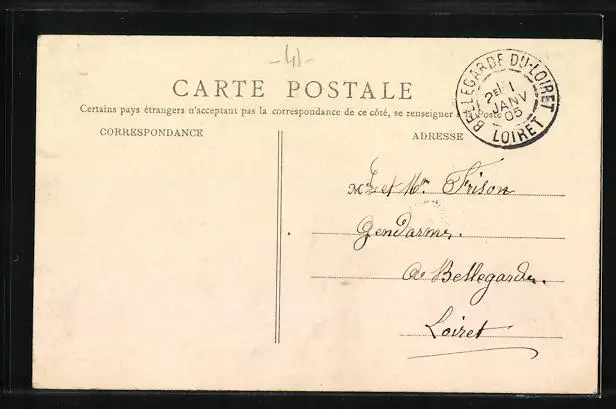 -41-
CARTE POSTALE
Certains pays étrangers n'acceptant pas la correspondance de ce côté, se renseigner à la Poste
CORRESPONDANCE
ADRESSE
BELLEGARDE-DU-LOIRET
2E 1
JANV
05
LOIRET
M et Mme Frison
Gendarme.
à Bellegarde.
Loiret